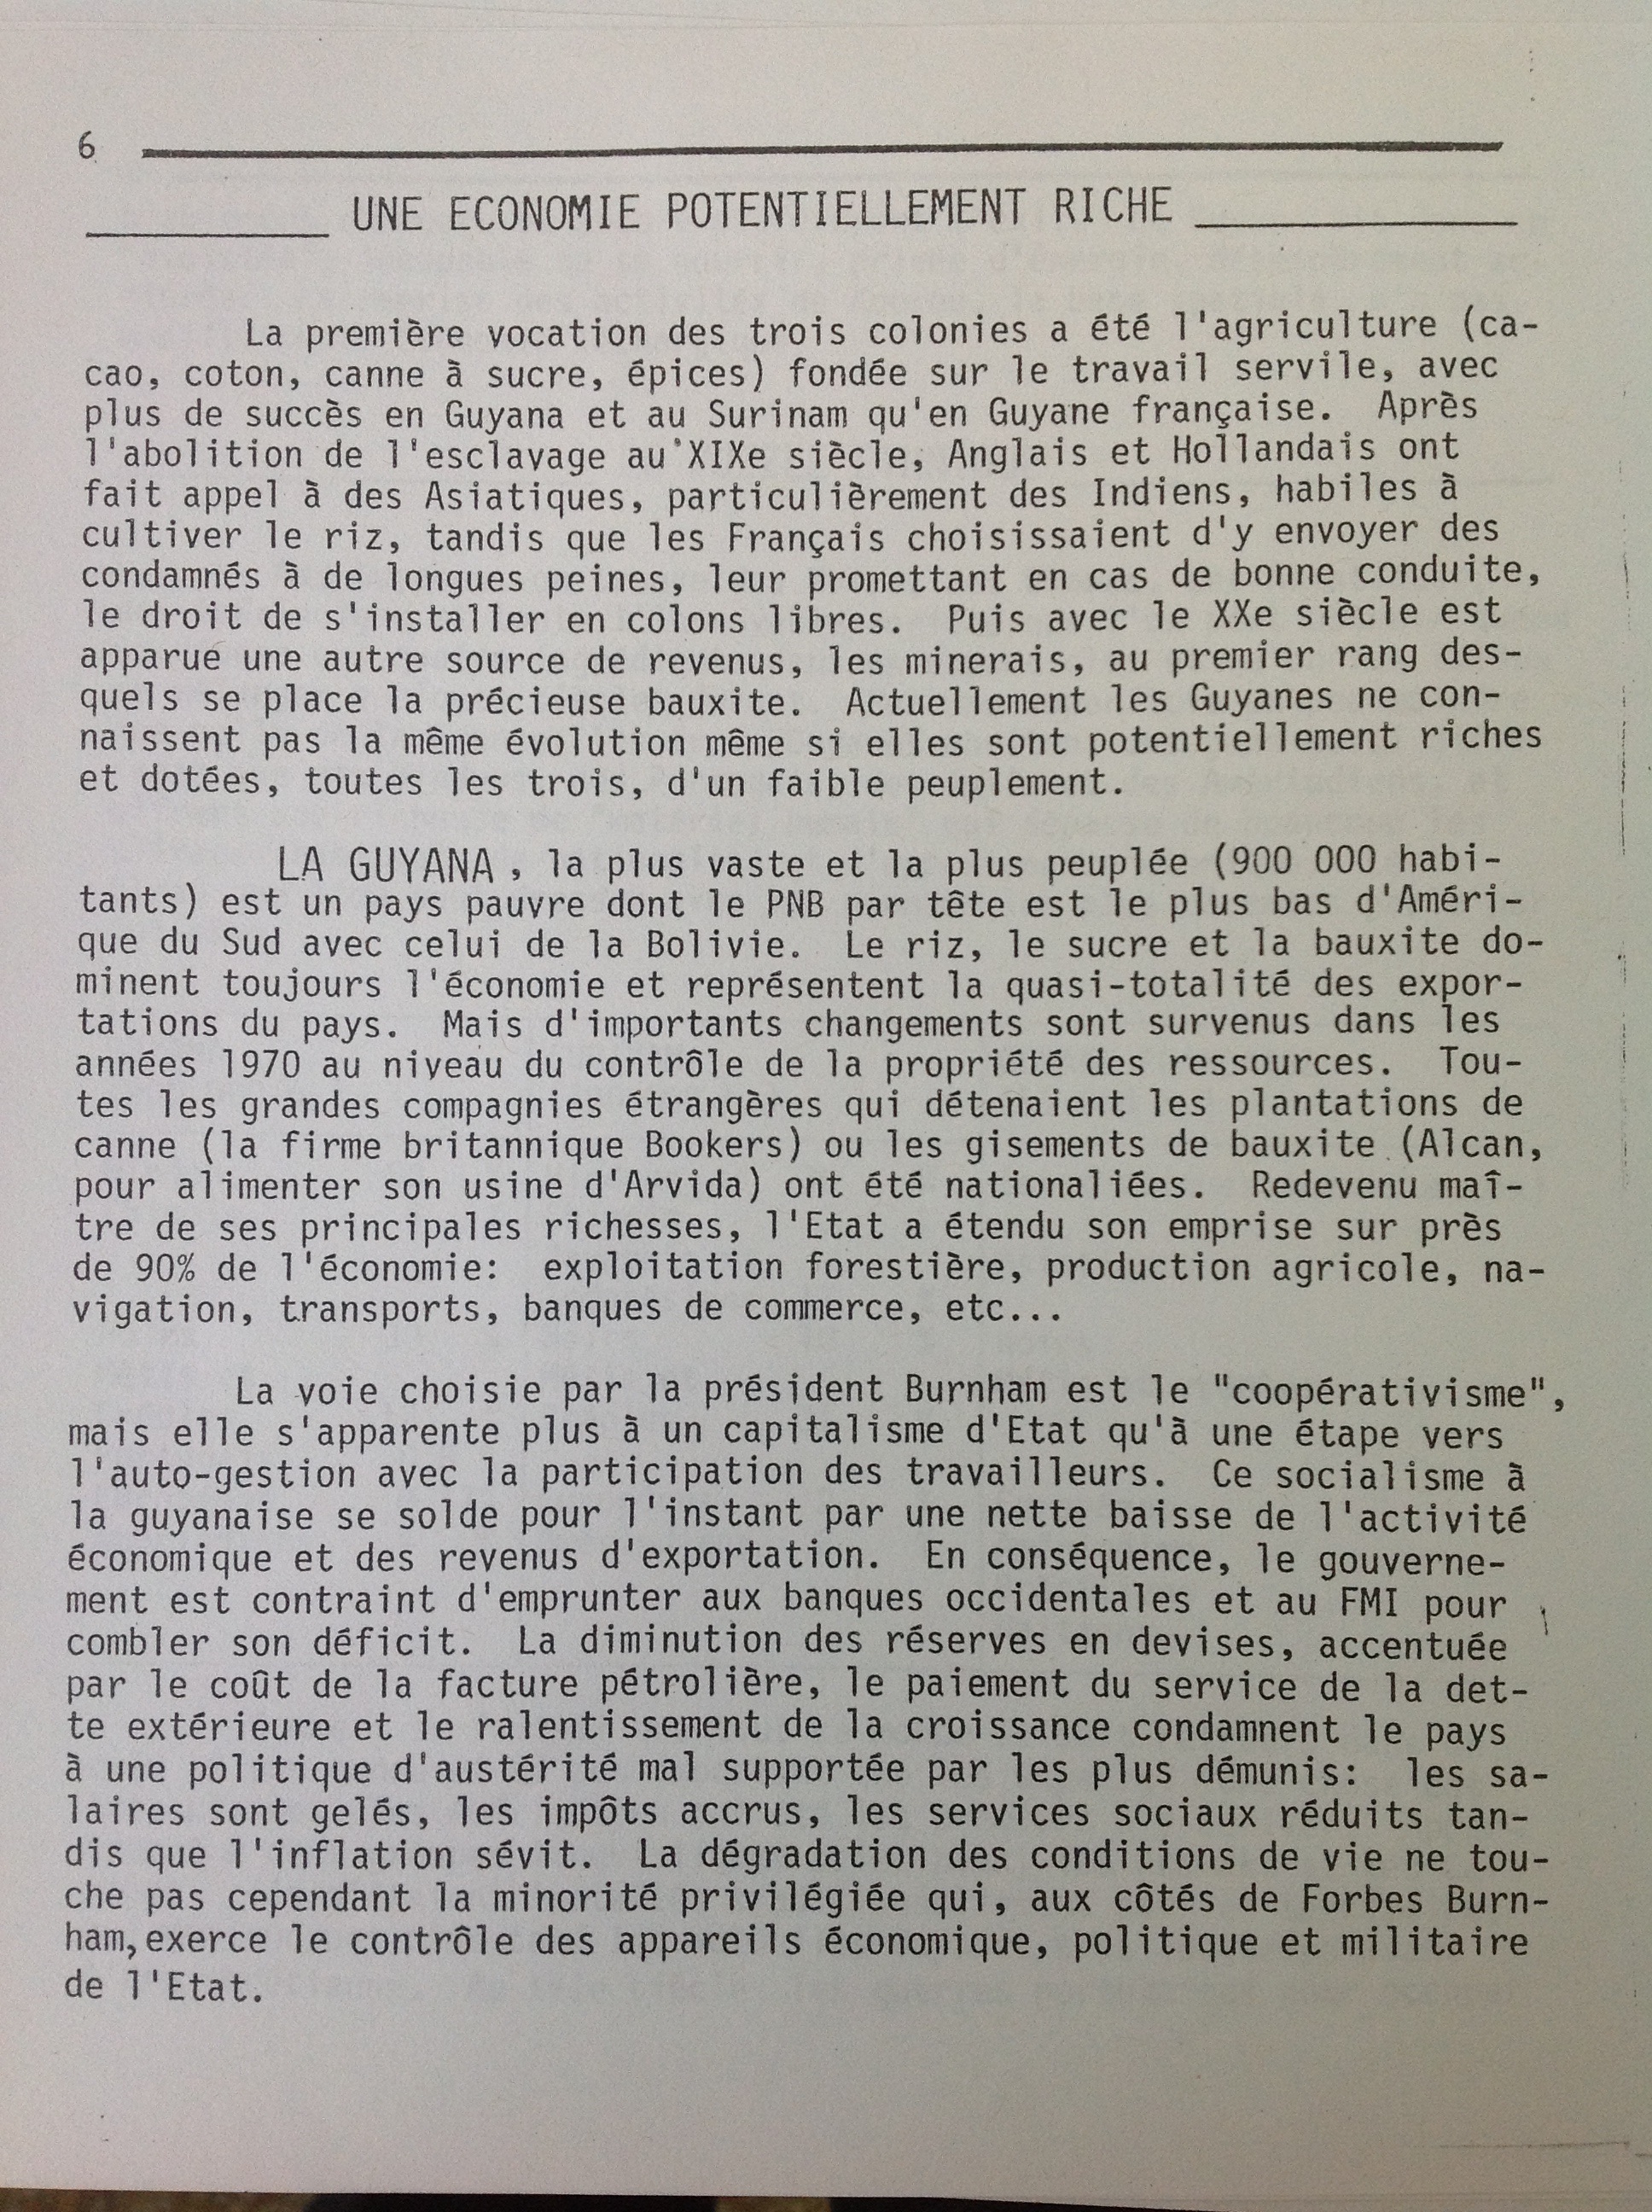 6
UNE ECONOMIE POTENTIELLEMENT RICHE
La première vocation des trois colonies a été l'agriculture (ca-
cao, coton, canne à sucre, épices) fondée sur le travail servile, avec
plus de succès en Guyana et au Surinam qu'en Guyane française. Après
l'abolition de l'esclavage au XIXe siècle, Anglais et Hollandais ont
fait appel à des Asiatiques, particulièrement des Indiens, habiles à
cultiver le riz, tandis que les Français choisissaient d'y envoyer des
condamnés à de longues peines, leur promettant en cas de bonne conduite,
le droit de s'installer en colons libres. Puis avec le XXe siècle est
apparue une autre source de revenus, les minerais, au premier rang des-
quels se place la précieuse bauxite. Actuellement les Guyanes ne con-
naissent pas la même évolution même si elles sont potentiellement riches
et dotées, toutes les trois, d'un faible peuplement.
LA GUYANA, la plus vaste et la plus peuplée (900 000 habi-
tants) est un pays pauvre dont le PNB par tête est le plus bas d'Améri-
que du Sud avec celui de la Bolivie. Le riz, le sucre et la bauxite do-
minent toujours l'économie et représentent la quasi-totalité des expor-
tations du pays. Mais d'importants changements sont survenus dans les
années 1970 au niveau du contrôle de la propriété des ressources. Tou-
tes les grandes compagnies étrangères qui détenaient les plantations de
canne (la firme britannique Bookers) ou les gisements de bauxite (Alcan,
pour alimenter son usine d'Arvida) ont été nationaliées. Redevenu maî-
tre de ses principales richesses, l'Etat a étendu son emprise sur près
de 90% de l'économie: exploitation forestière, production agricole, na-
vigation, transports, banques de commerce, etc...
La voie choisie par la président Burnham est le "coopérativisme",
mais elle s'apparente plus à un capitalisme d'Etat qu'à une étape vers
l'auto-gestion avec la participation des travailleurs. Ce socialisme à
la guyanaise se solde pour l'instant par une nette baisse de l'activité
économique et des revenus d'exportation. En conséquence, le gouverne-
ment est contraint d'emprunter aux banques occidentales et au FMI pour
combler son déficit. La diminution des réserves en devises, accentuée
par le coût de la facture pétrolière, le paiement du service de la det-
te extérieure et le ralentissement de la croissance condamnent le pays
à une politique d'austérité mal supportée par les plus démunis: les sa-
laires sont gelés, les impôts accrus, les services sociaux réduits tan-
dis que l'inflation sévit. La dégradation des conditions de vie ne tou-
che pas cependant la minorité privilégiée qui, aux côtés de Forbes Burn-
ham, exerce le contrôle des appareils économique, politique et militaire
de l'Etat.